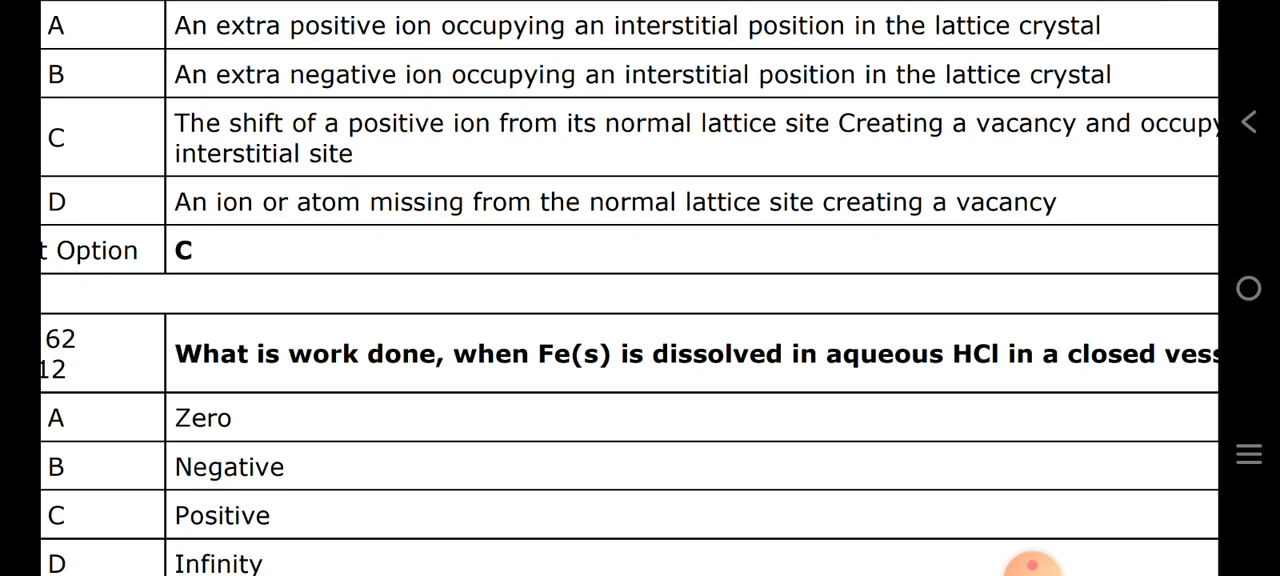 A An extra positive ion occupying an interstitial position in the lattice crystal
B An extra negative ion occupying an interstitial position in the lattice crystal
C The shift of a positive ion from its normal lattice site Creating a vacancy and
interstitial site
D An ion or atom missing from the normal lattice site creating a vacancy
t Option C
62
12
What is work done, when Fe(s) is dissolved in aqueous HCl in a closed
A Zero
B Negative
C Positive
D Infinity